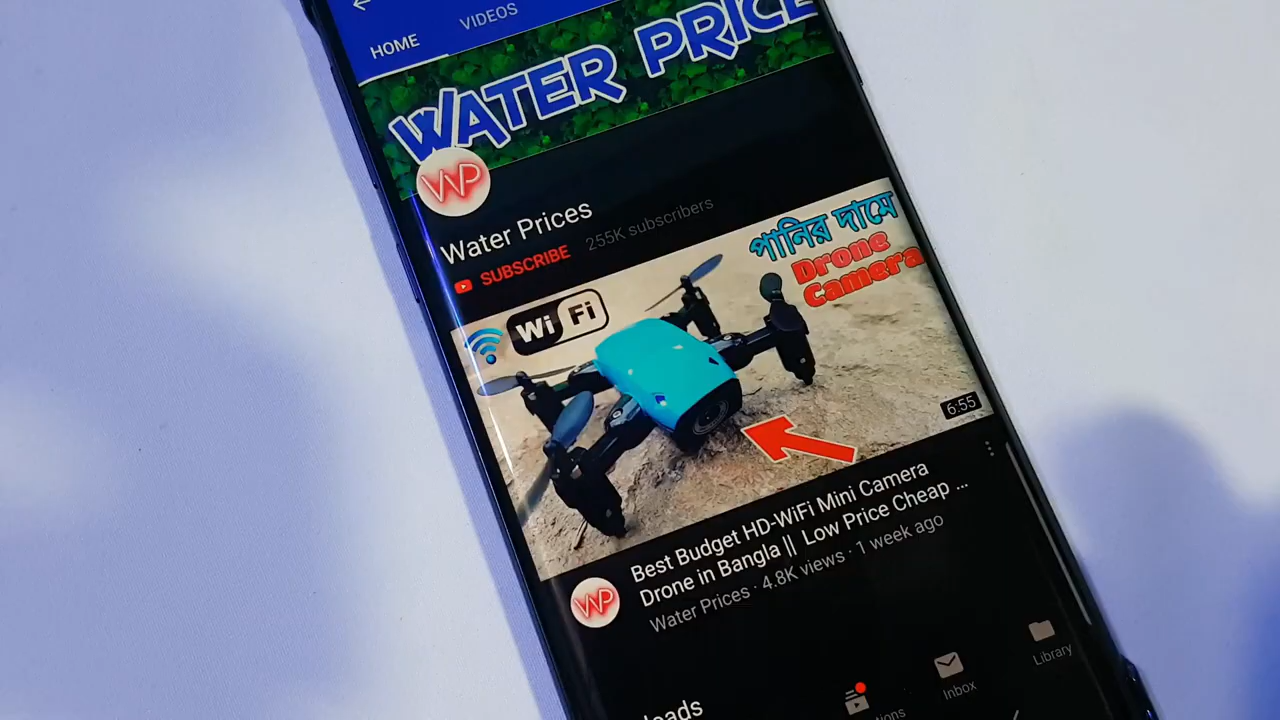 HOME
VIDEOS
WATER PRICE
WP
Water Prices
SUBSCRIBE 255K subscribers
পানির দামে
Drone
Camera
Wi Fi
6:55
Best Budget HD-WiFi Mini Camera
Drone in Bangla || Low Price Cheap ...
Water Prices · 4.8K views · 1 week ago
WP
Inbox
Library